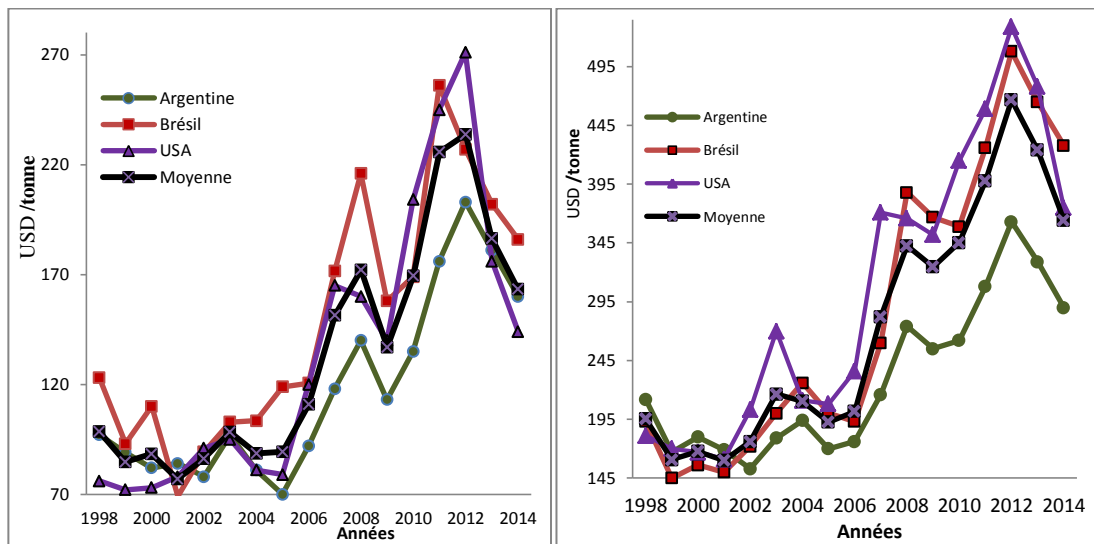 270
220
170
120
70
USD /tonne
Argentine
Brésil
USA
Moyenne
1998 2000 2002 2004 2006 2008 2010 2012 2014
Années
495
445
395
345
295
245
195
145
USD /tonne
Argentine
Brésil
USA
Moyenne
1998 2000 2002 2004 2006 2008 2010 2012 2014
Années